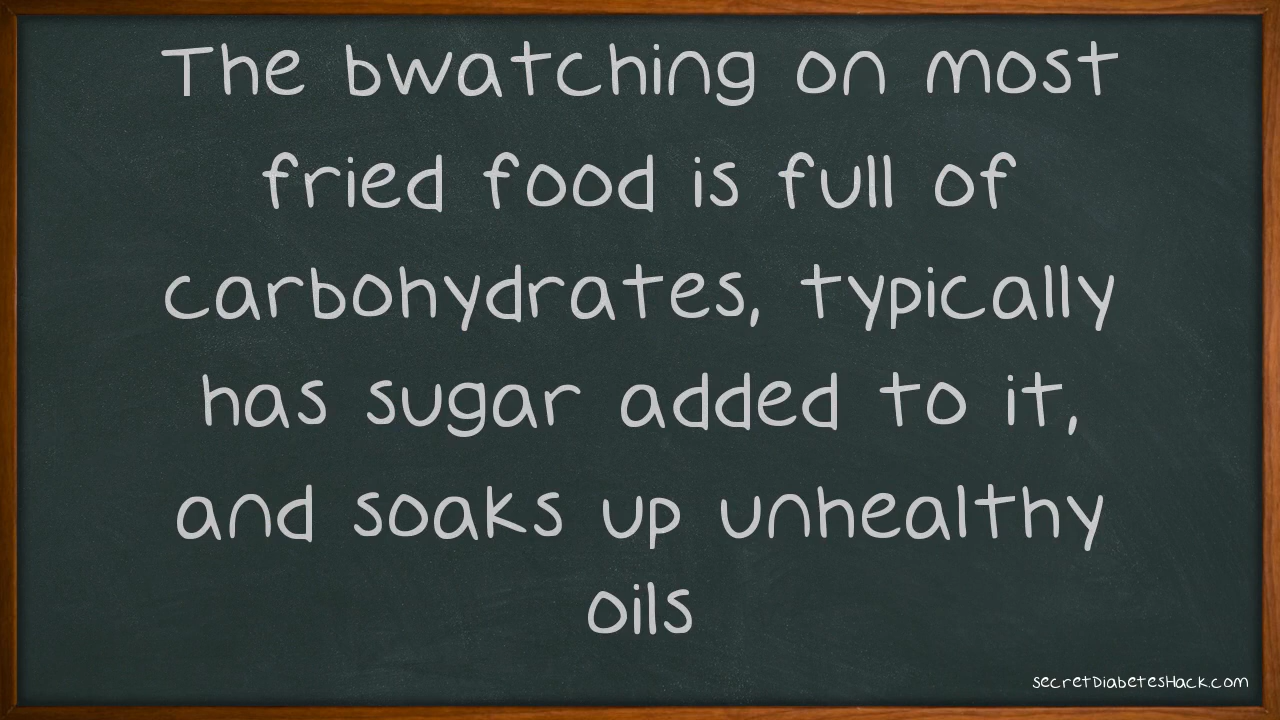 The bwatching on most
fried food is full of
carbohydrates, typically
has sugar added to it,
and soaks up unhealthy
oils
secretDiabetesHack.com